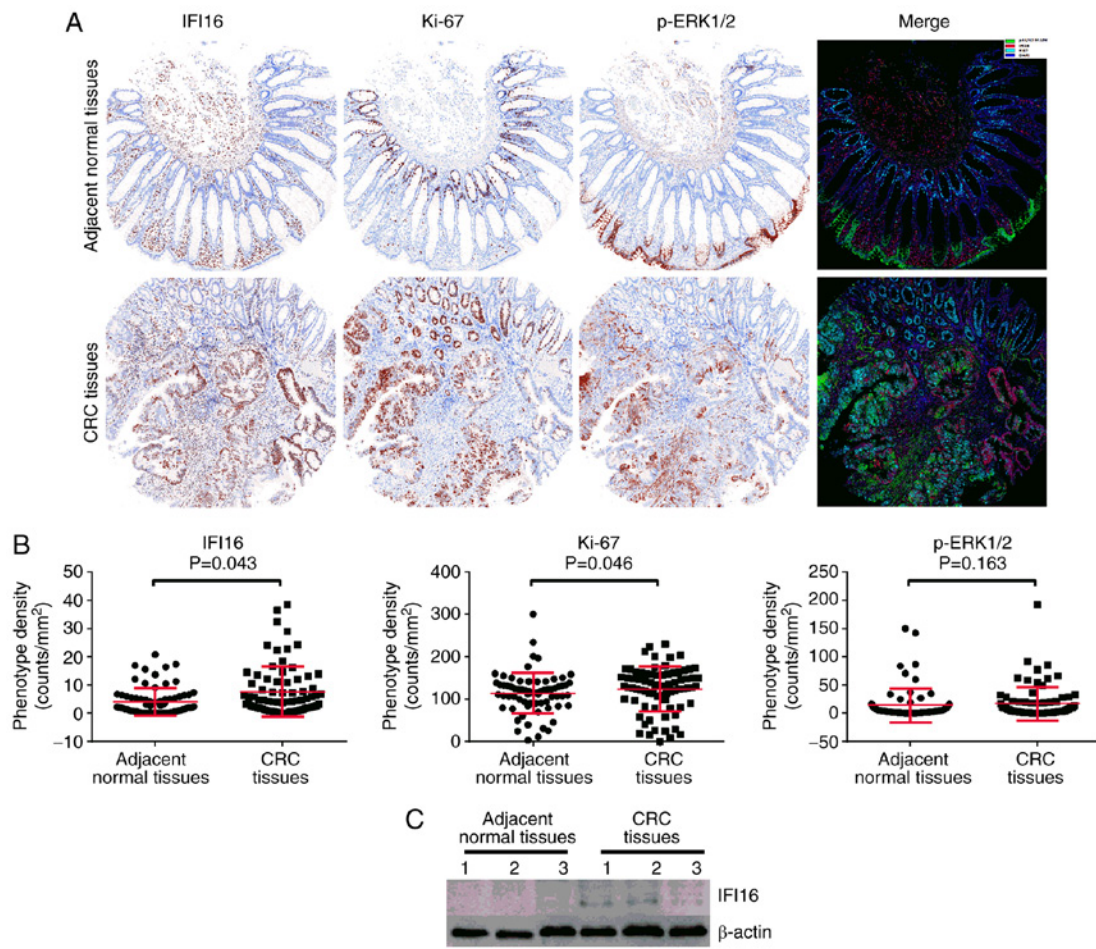 A
IFI16
Ki-67
p-ERK1/2
Merge
Adjacent normal tissues
CRC tissues
B
IFI16
P=0.043
Phenotype density
(counts/mm²)
50
40
30
20
10
0
−10
Adjacent
normal tissues
CRC
tissues
Ki-67
P=0.046
Phenotype density
(counts/mm²)
400
300
200
100
0
Adjacent
normal tissues
CRC
tissues
p-ERK1/2
P=0.163
Phenotype density
(counts/mm²)
250
200
150
100
50
0
−50
Adjacent
normal tissues
CRC
tissues
C
Adjacent
normal tissues
CRC
tissues
1 2 3 1 2 3
IFI16
β-actin